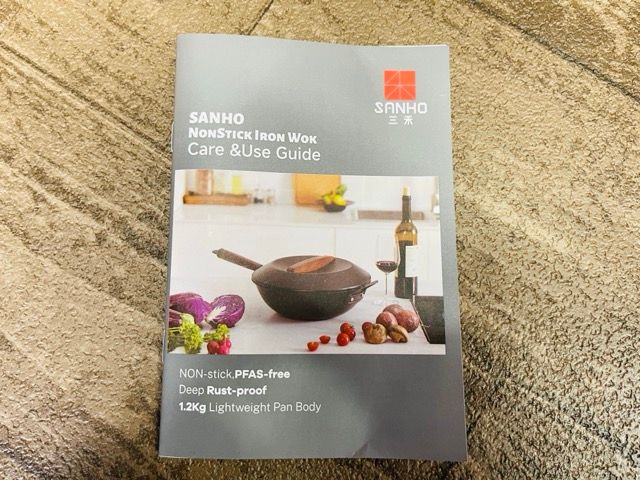 SANHO
三禾
SANHO
NONSTICK IRON WOK
Care &Use Guide
NON-stick,PFAS-free
Deep Rust-proof
1.2Kg Lightweight Pan Body